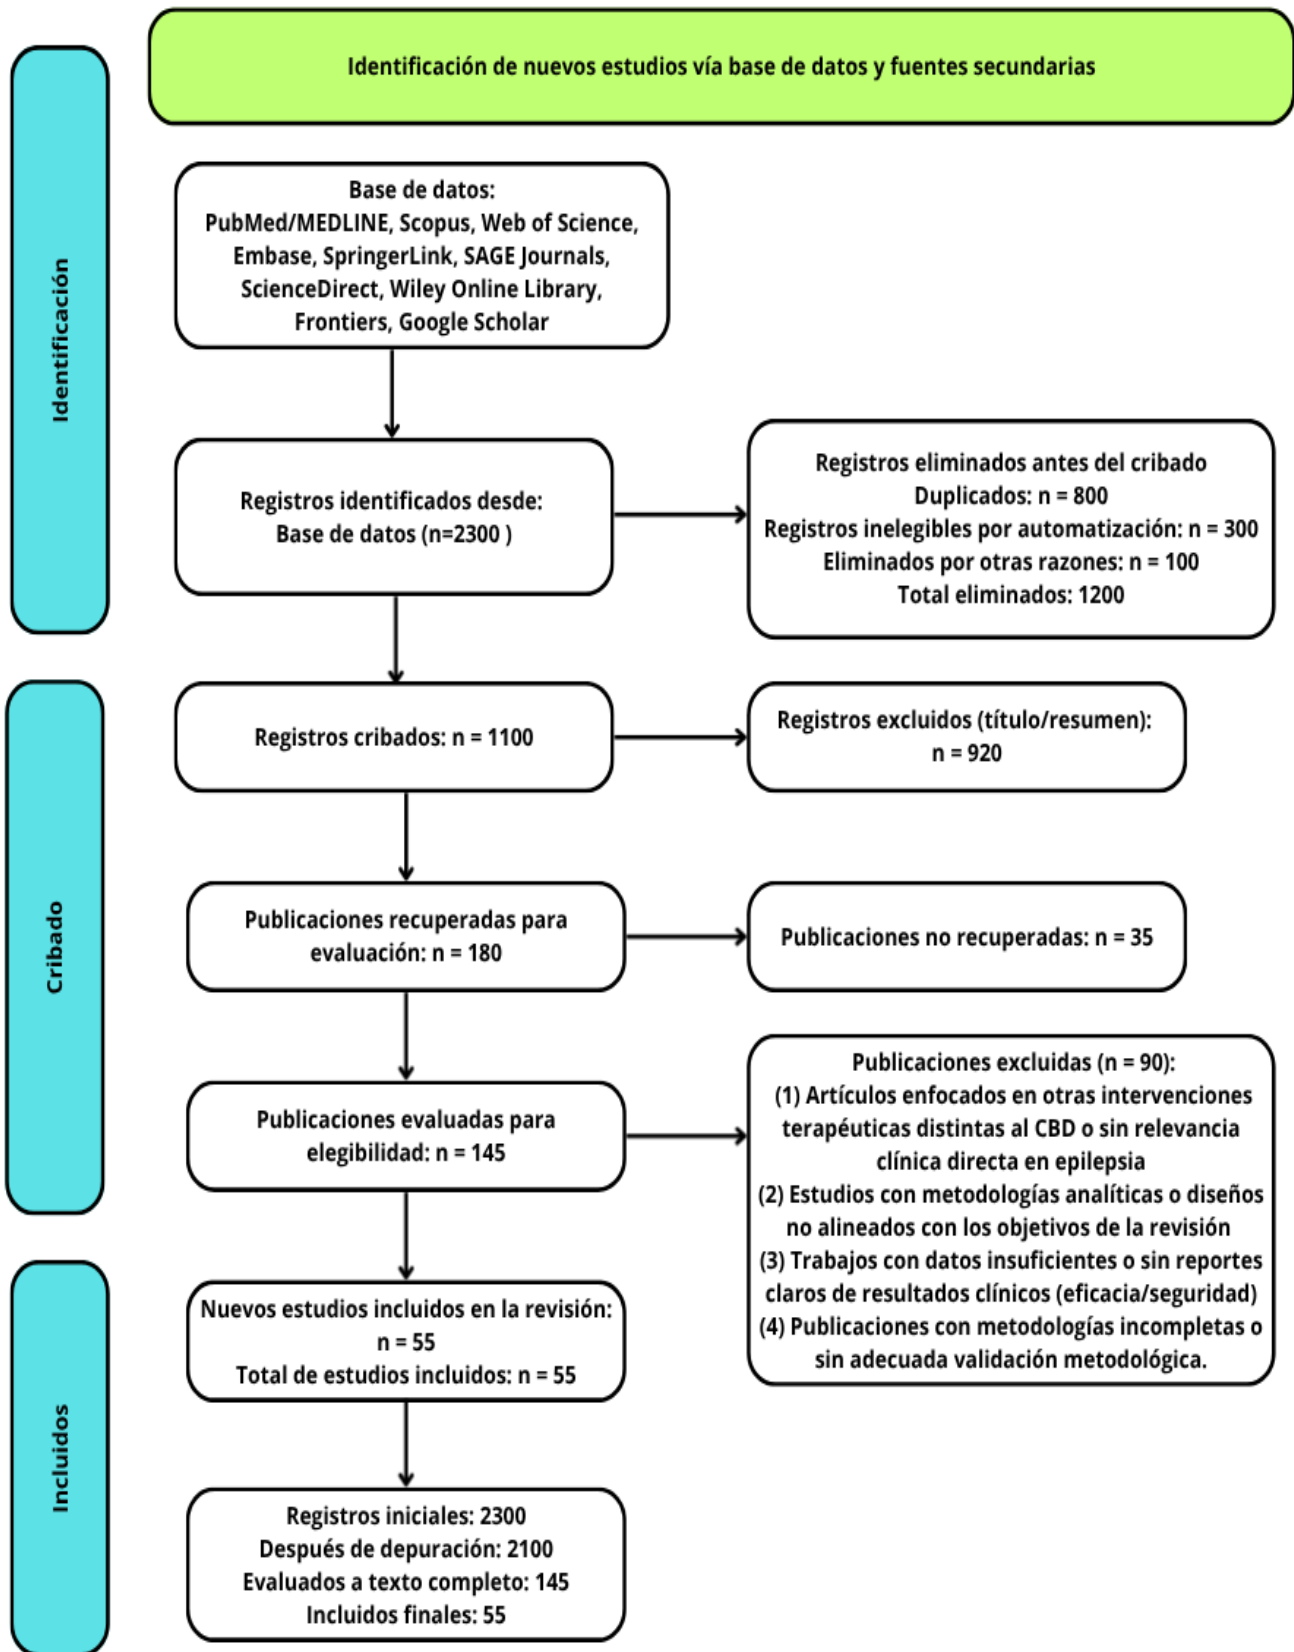 Identificación de nuevos estudios vía base de datos y fuentes secundarias
Identificación
Base de datos:
PubMed/MEDLINE, Scopus, Web of Science,
Embase, SpringerLink, SAGE Journals,
ScienceDirect, Wiley Online Library,
Frontiers, Google Scholar
Registros identificados desde:
Base de datos (n=2300 )
Registros eliminados antes del cribado
Duplicados: n = 800
Registros inelegibles por automatización: n = 300
Eliminados por otras razones: n = 100
Total eliminados: 1200
Cribado
Registros cribados: n = 1100
Registros excluidos (título/resumen):
n = 920
Publicaciones recuperadas para
evaluación: n = 180
Publicaciones no recuperadas: n = 35
Publicaciones evaluadas para
elegibilidad: n = 145
Publicaciones excluidas (n = 90):
(1) Artículos enfocados en otras intervenciones
terapéuticas distintas al CBD o sin relevancia
clínica directa en epilepsia
(2) Estudios con metodologías analíticas o diseños
no alineados con los objetivos de la revisión
(3) Trabajos con datos insuficientes o sin reportes
claros de resultados clínicos (eficacia/seguridad)
(4) Publicaciones con metodologías incompletas o
sin adecuada validación metodológica.
Incluidos
Nuevos estudios incluidos en la revisión:
n = 55
Total de estudios incluidos: n = 55
Registros iniciales: 2300
Después de depuración: 2100
Evaluados a texto completo: 145
Incluidos finales: 55